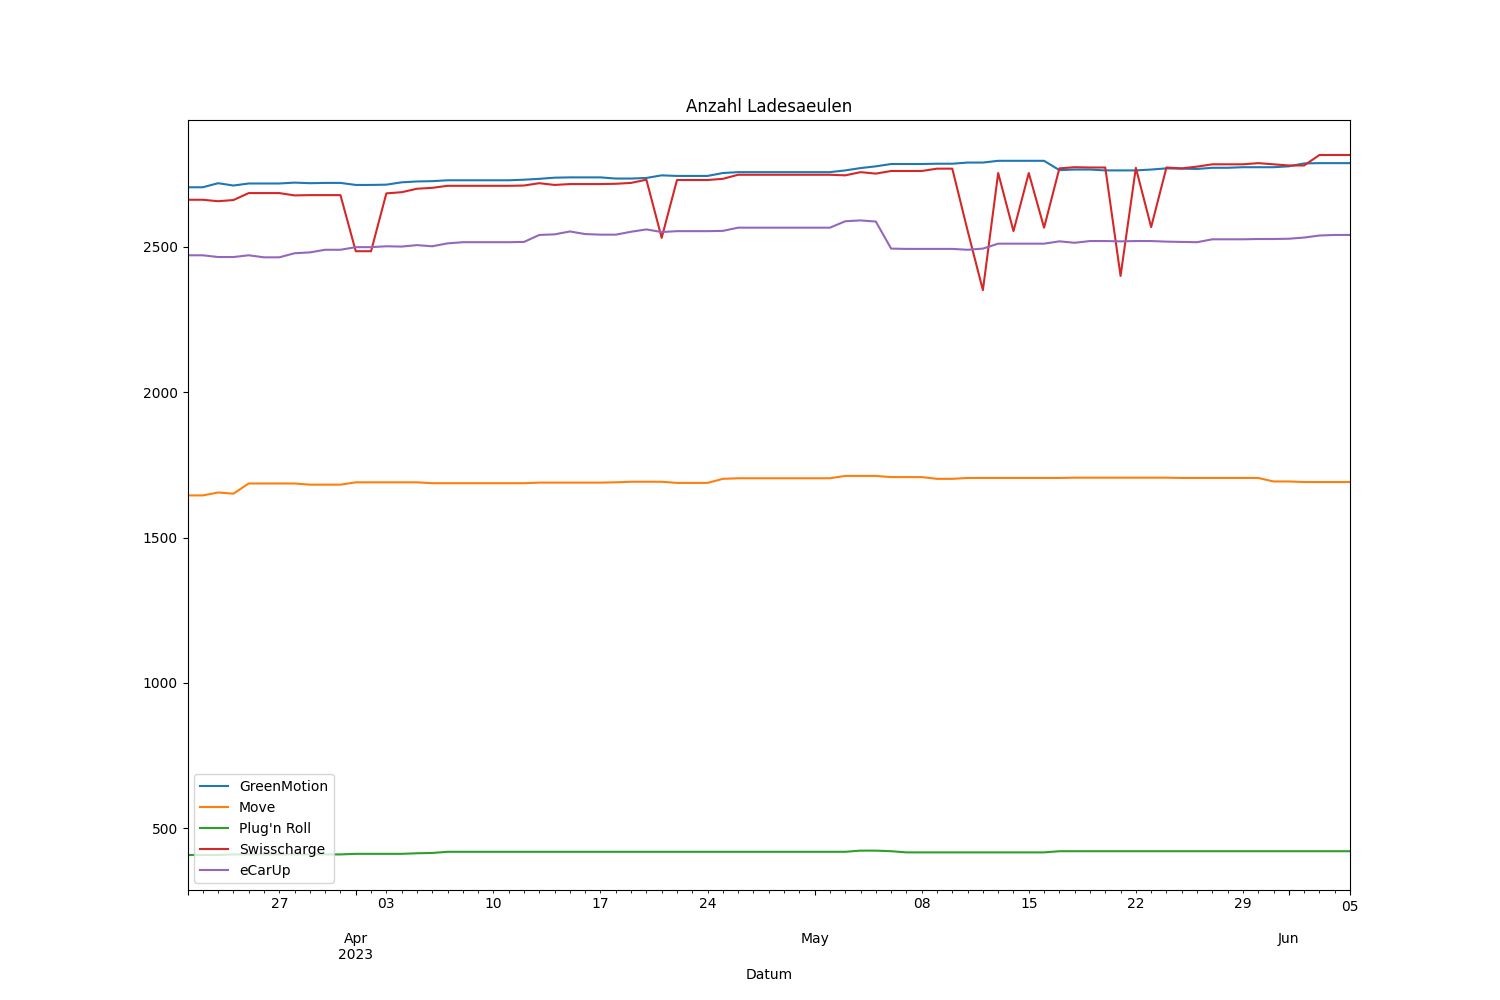 Anzahl Ladesaeulen
2500
2000
1500
1000
500
GreenMotion
Move
Plug'n Roll
Swisscharge
eCarUp
27 03 10 17 24 08 15 22 29 05
Apr May Jun
2023
Datum